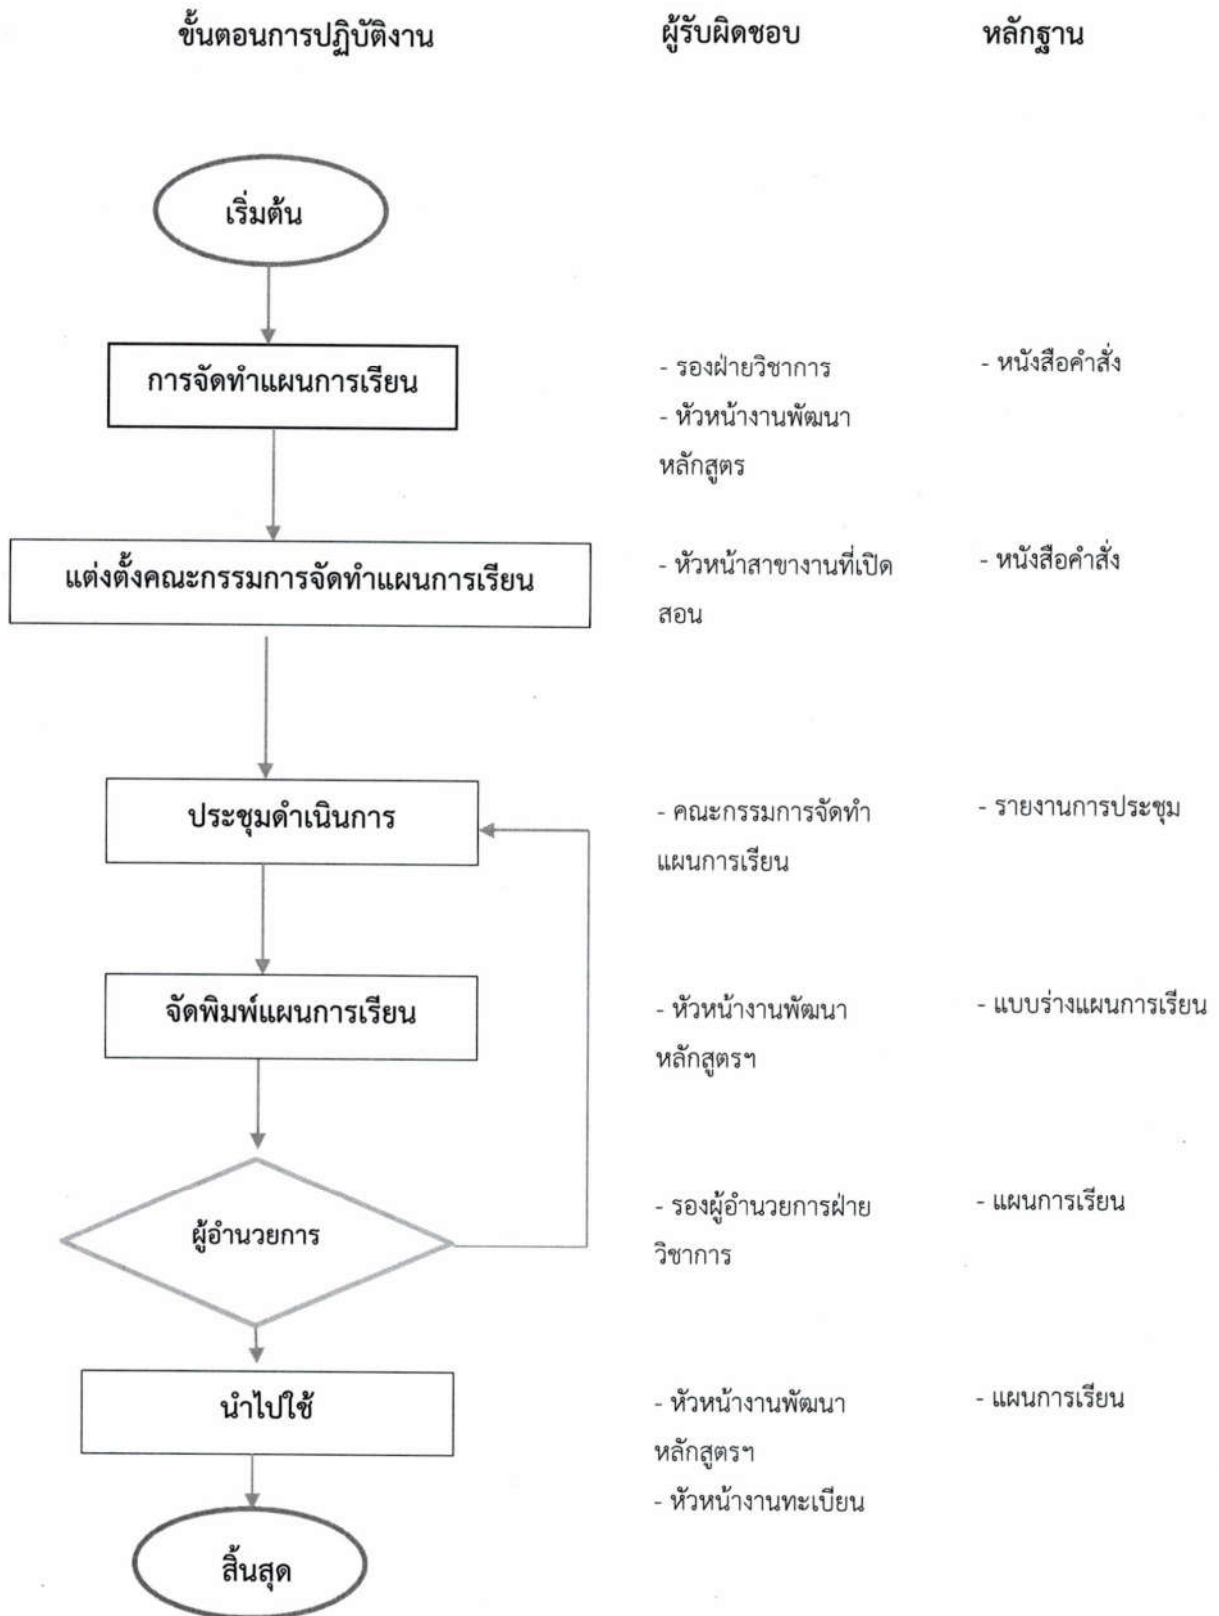 ขั้นตอนการปฏิบัติงาน ผู้รับผิดชอบ หลักฐาน
เริ่มต้น
การจัดทำแผนการเรียน
- รองฝ่ายวิชาการ
- หัวหน้างานพัฒนา
หลักสูตร
- หนังสือคำสั่ง
แต่งตั้งคณะกรรมการจัดทำแผนการเรียน
- หัวหน้าสาขางานที่เปิด
สอน
- หนังสือคำสั่ง
ประชุมดำเนินการ
- คณะกรรมการจัดทำ
แผนการเรียน
- รายงานการประชุม
จัดพิมพ์แผนการเรียน
- หัวหน้างานพัฒนา
หลักสูตรฯ
- แบบร่างแผนการเรียน
ผู้อำนวยการ
- รองผู้อำนวยการฝ่าย
วิชาการ
- แผนการเรียน
นำไปใช้
- หัวหน้างานพัฒนา
หลักสูตรฯ
- หัวหน้างานทะเบียน
- แผนการเรียน
สิ้นสุด